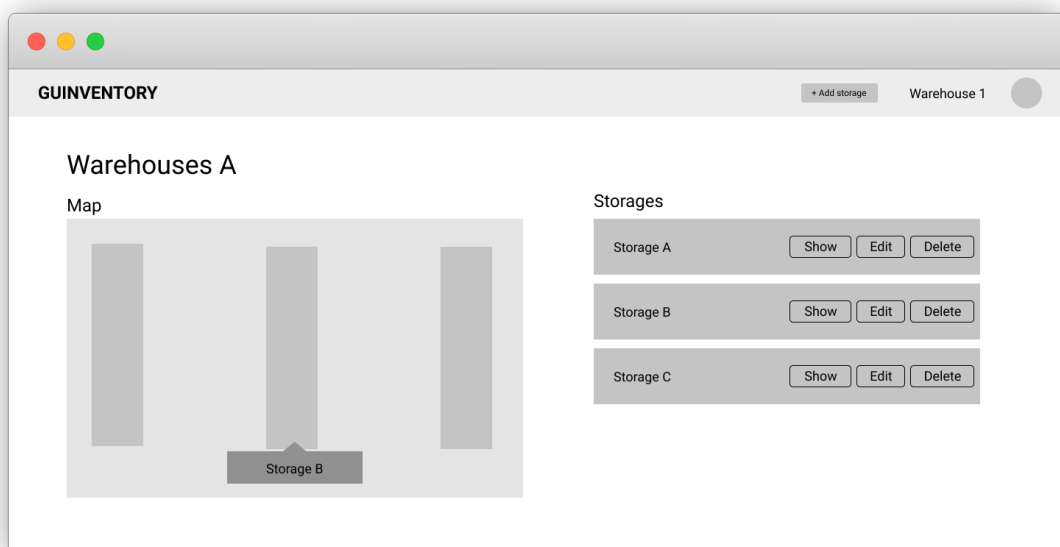 GUINVENTORY
+ Add storage
Warehouse 1
Warehouses A
Map
Storage B
Storages
Storage A Show Edit Delete
Storage B Show Edit Delete
Storage C Show Edit Delete